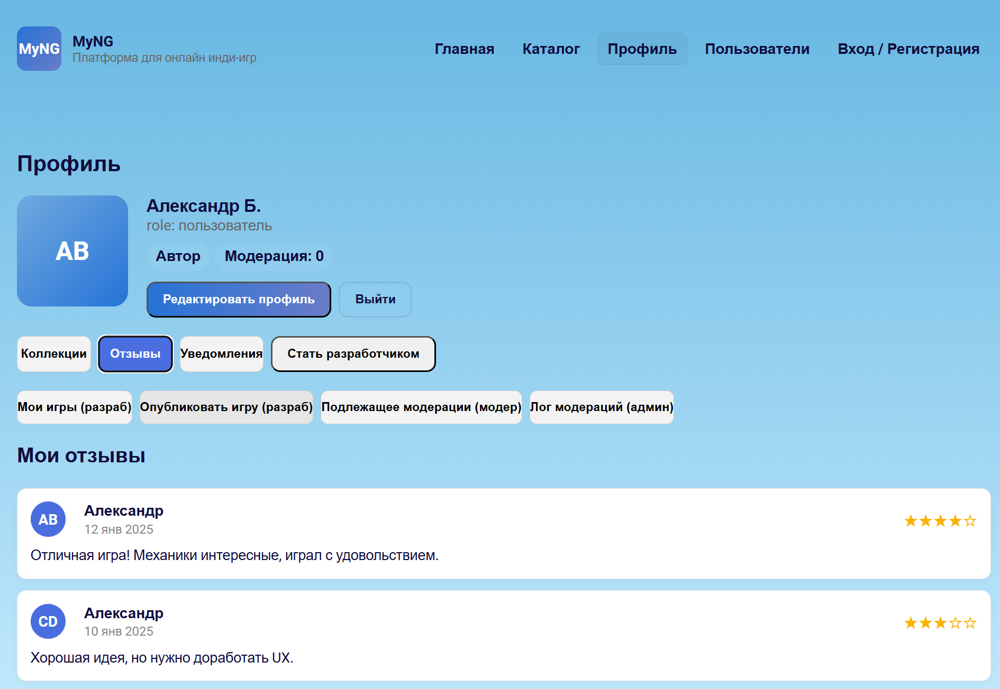 MyNG
MyNG
Платформа для онлайн инди-игр
Главная
Каталог
Профиль
Пользователи
Вход / Регистрация
Профиль
AB
Александр Б.
role: пользователь
Автор
Модерация: 0
Редактировать профиль
Выйти
Коллекции
Отзывы
Уведомления
Стать разработчиком
Мои игры (разраб)
Опубликовать игру (разраб)
Подлежащее модерации (модер)
Лог модераций (админ)
Мои отзывы
AB
Александр
12 янв 2025
★★★★☆
Отличная игра! Механики интересные, играл с удовольствием.
CD
Александр
10 янв 2025
★★★☆☆
Хорошая идея, но нужно доработать UX.